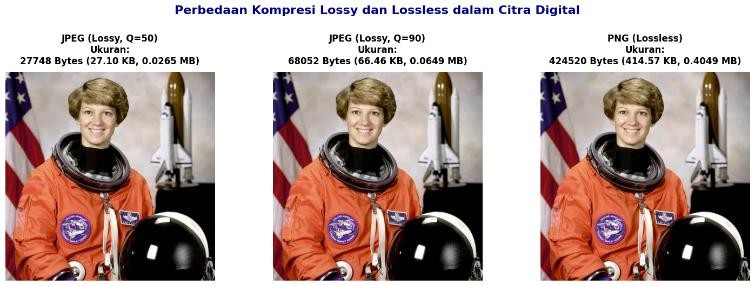 Perbedaan Kompresi Lossy dan Lossless dalam Citra Digital
JPEG (Lossy, Q=50)
Ukuran:
27748 Bytes (27.10 KB, 0.0265 MB)
JPEG (Lossy, Q=90)
Ukuran:
68052 Bytes (66.46 KB, 0.0649 MB)
PNG (Lossless)
Ukuran:
424520 Bytes (414.57 KB, 0.4049 MB)